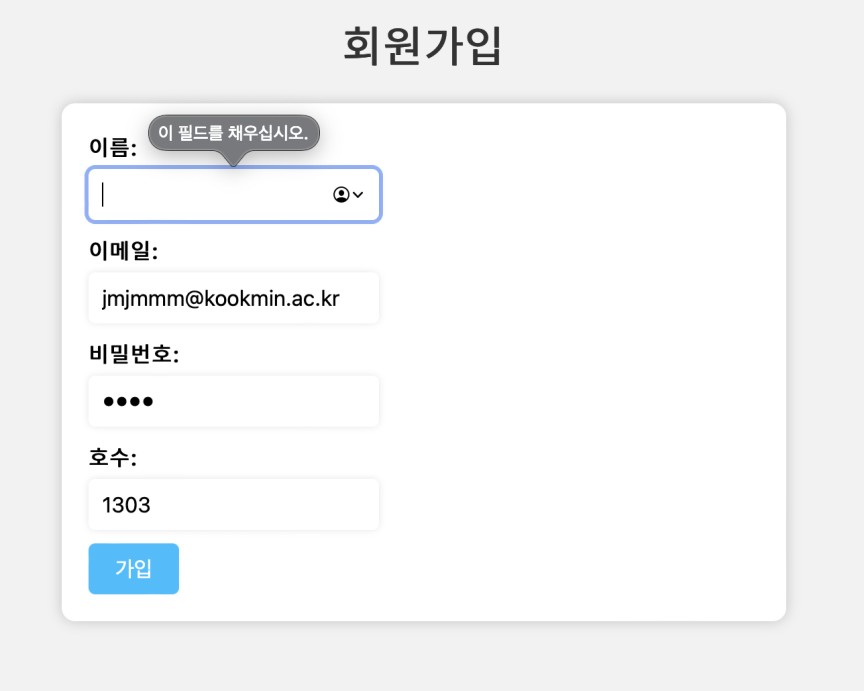 회원가입
이 필드를 채우십시오.
이름:
이메일:
jmjmmm@kookmin.ac.kr
비밀번호:
••••
호수:
1303
가입